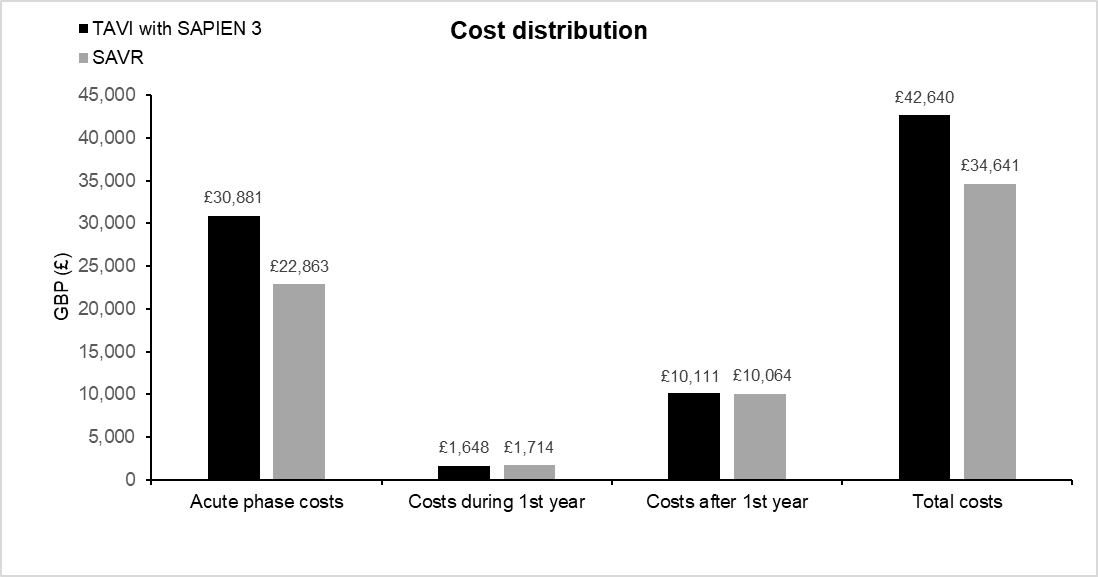 Cost distribution
TAVI with SAPIEN 3
SAVR
GBP (£)
45,000
40,000
35,000
30,000
25,000
20,000
15,000
10,000
5,000
0
£30,881
£22,863
£1,648
£1,714
£10,111
£10,064
£42,640
£34,641
Acute phase costs
Costs during 1st year
Costs after 1st year
Total costs